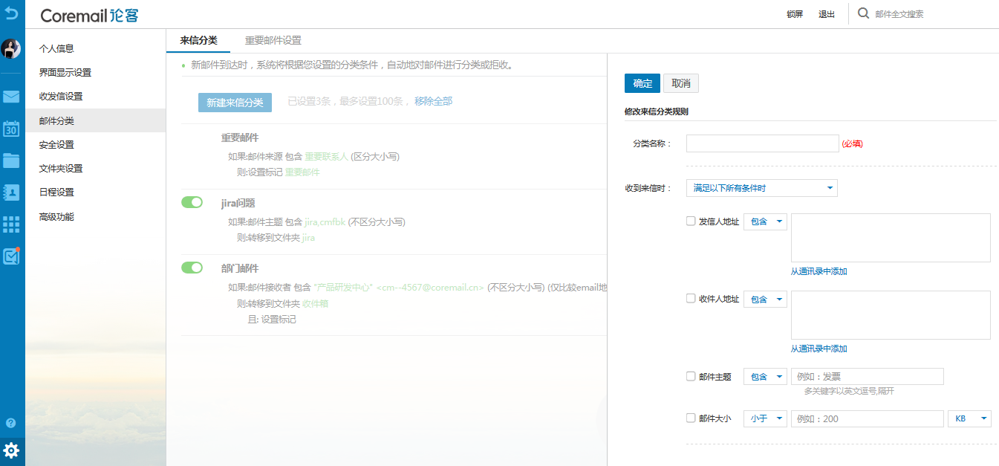 Coremail论客
锁屏 退出 邮件全文搜索
个人信息
界面显示设置
收发信设置
30
邮件分类
安全设置
文件夹设置
日程设置
高级功能
来信分类 重要邮件设置
新邮件到达时，系统将根据您设置的分类条件，自动地对邮件进行分类或拒收。
新建来信分类 已设置3条，最多设置100条， 移除全部
重要邮件
如果:邮件来源 包含 重要联系人 (区分大小写)
则:设置标记 重要邮件
jira问题
如果:邮件主题 包含 jira,cmfbk (不区分大小写)
则:转移到文件夹 jira
部门邮件
如果:邮件接收者 包含 "产品研发中心" <cm--4567@coremail.cn> (不区分大小写) (仅比较email地
则:转移到文件夹 收件箱
且: 设置标记
确定 取消
修改来信分类规则
分类名称： (必填)
收到来信时： 满足以下所有条件时
发信人地址 包含
从通讯录中添加
收件人地址 包含
从通讯录中添加
邮件主题 包含 例如：发票
多关键字以英文逗号,隔开
邮件大小 小于 例如：200 KB